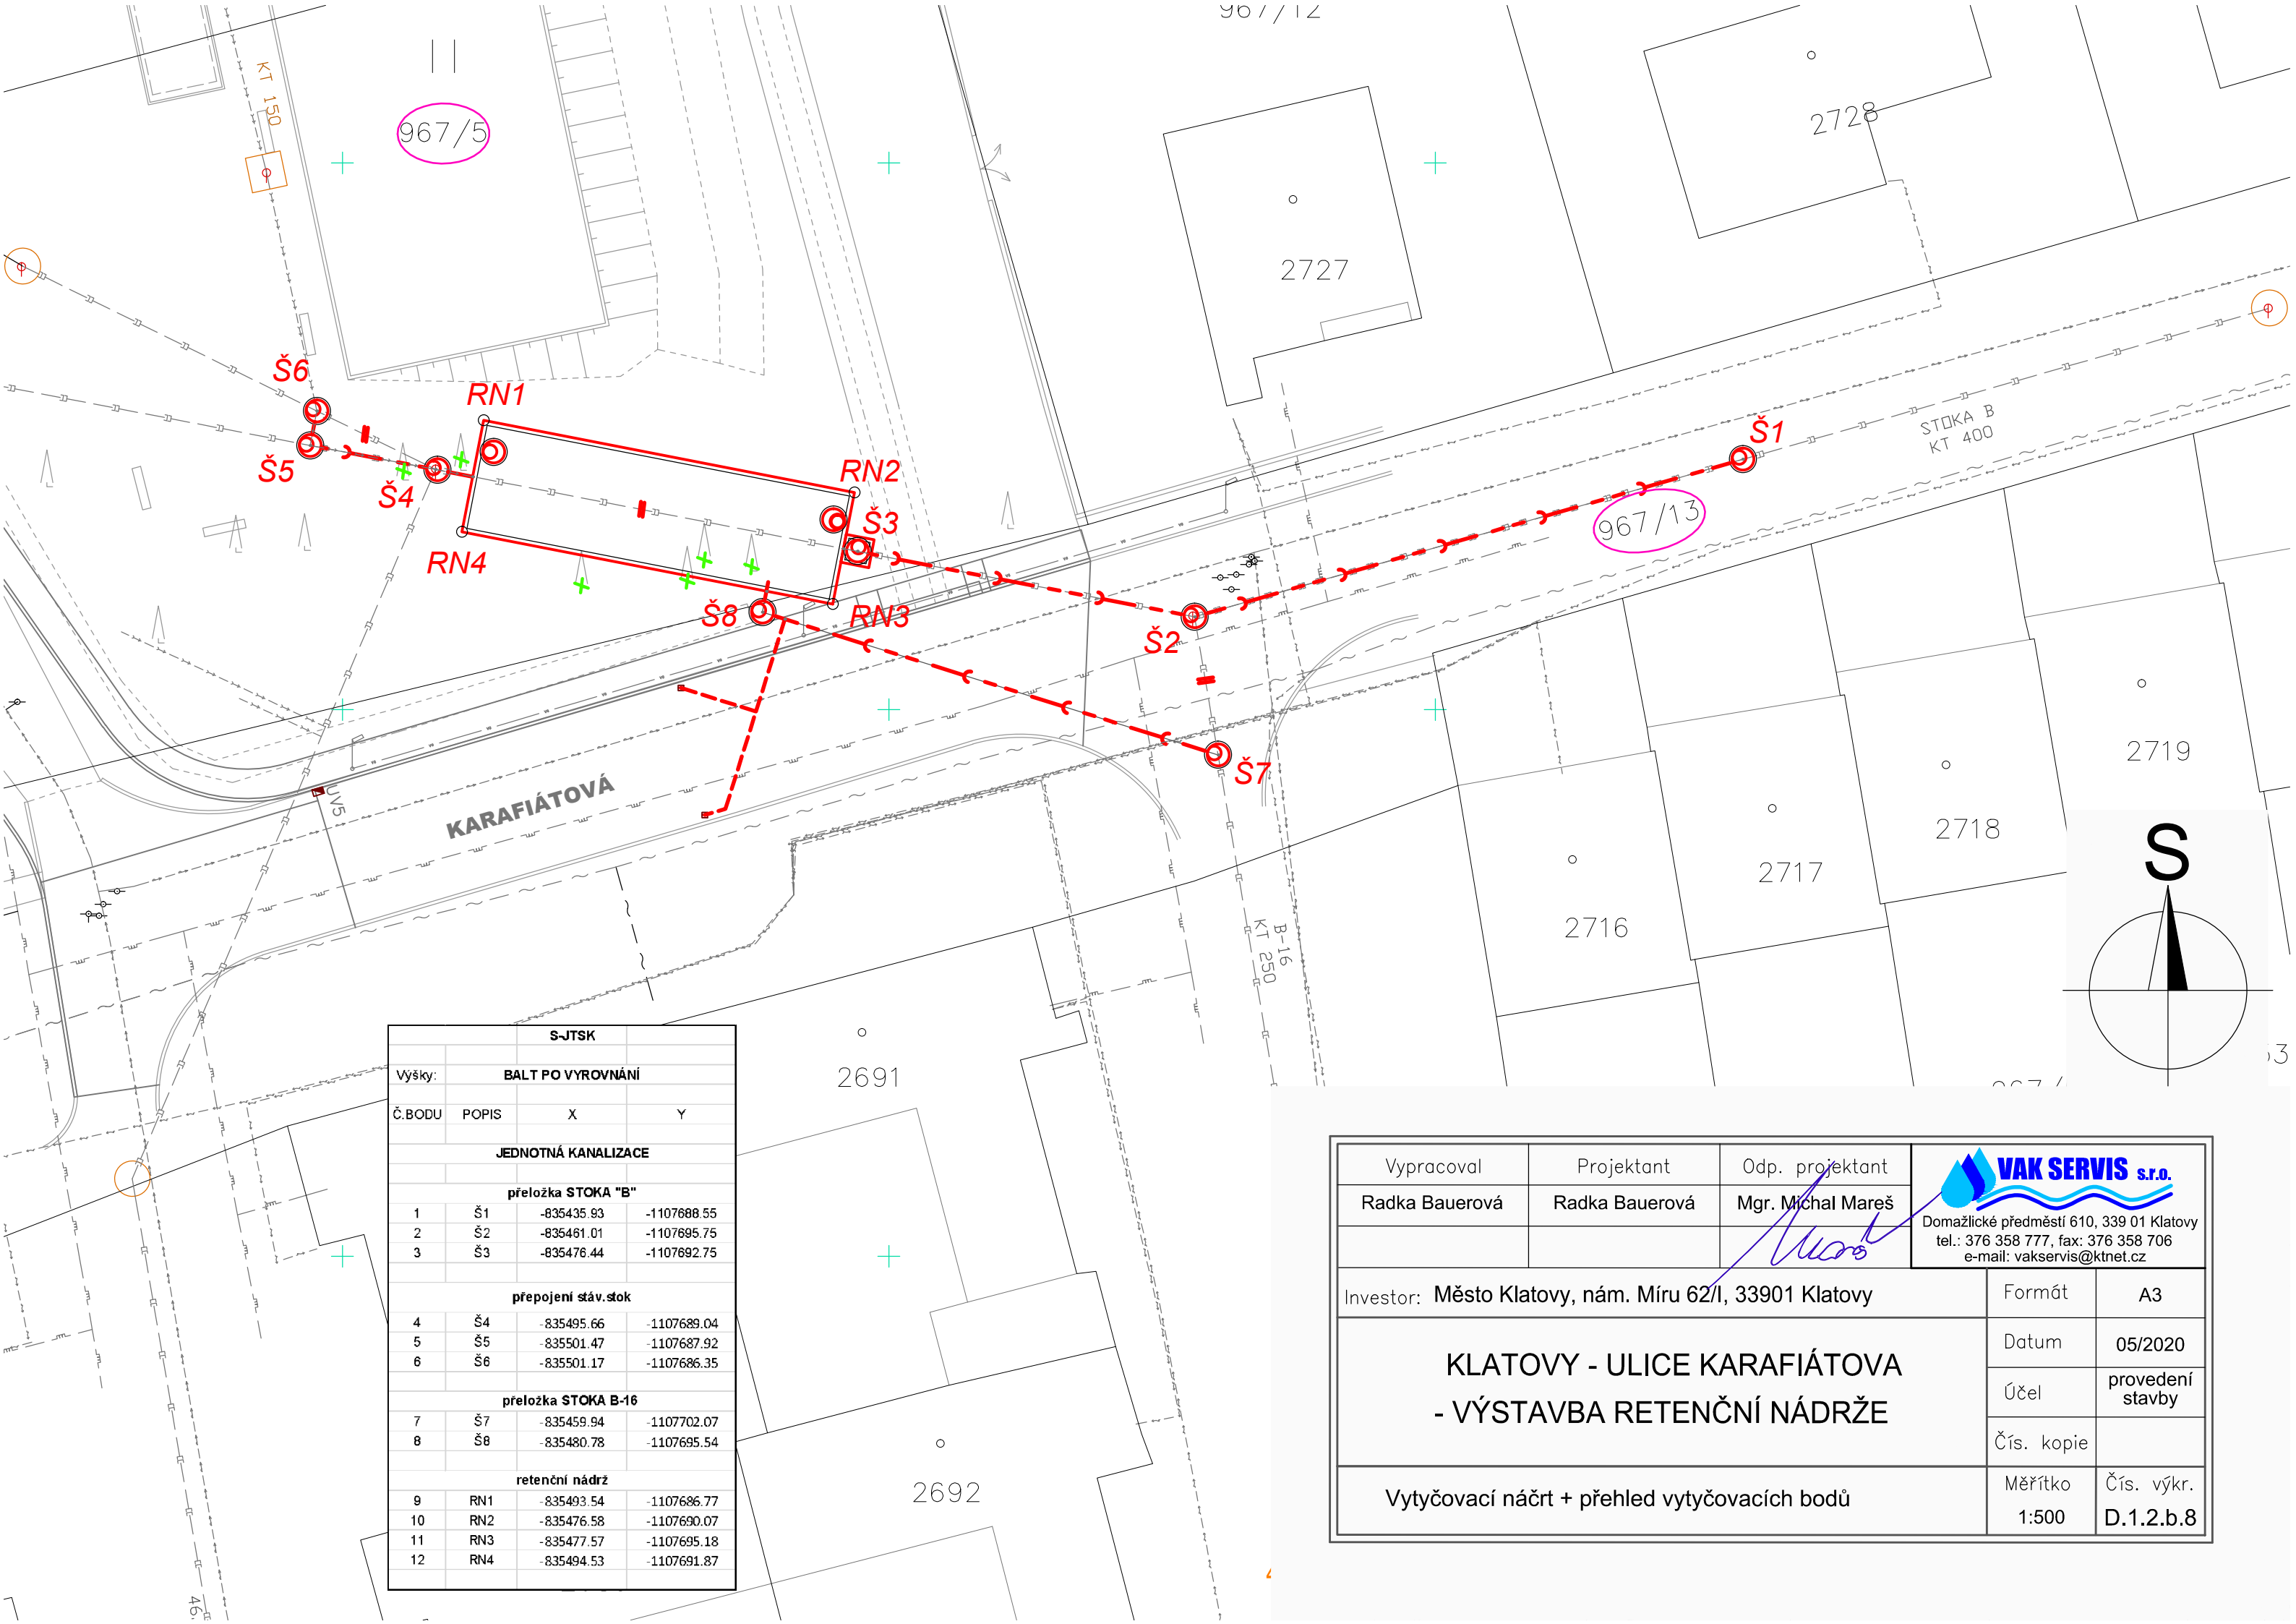 967/12
KT 150
967/5
2728
2727
Š6
RN1
RN2
Š1
STOKA B
KT 400
Š5
Š4
Š3
967/13
RN4
Š8
RN3
Š2
Š7
KARAFIÁTOVÁ
UV5
2719
2718
2717
2716
S
B-16
KT 250
2691
2692
S-JTSK
Výšky: BALT PO VYROVNÁNÍ
Č.BODU POPIS X Y
JEDNOTNÁ KANALIZACE
přeložka STOKA "B"
1 Š1 -835435.93 -1107688.55
2 Š2 -835461.01 -1107695.75
3 Š3 -835476.44 -1107692.75
přepojení stáv.stok
4 Š4 -835495.66 -1107689.04
5 Š5 -835501.47 -1107687.92
6 Š6 -835501.17 -1107686.35
přeložka STOKA B-16
7 Š7 -835459.94 -1107702.07
8 Š8 -835480.78 -1107695.54
retenční nádrž
9 RN1 -835493.54 -1107686.77
10 RN2 -835476.58 -1107690.07
11 RN3 -835477.57 -1107695.18
12 RN4 -835494.53 -1107691.87
46
Vypracoval Projektant Odp. projektant
Radka Bauerová Radka Bauerová Mgr. Michal Mareš
VAK SERVIS s.r.o.
Domažlické předměstí 610, 339 01 Klatovy
tel.: 376 358 777, fax: 376 358 706
e-mail: vakservis@ktnet.cz
Investor: Město Klatovy, nám. Míru 62/I, 33901 Klatovy
Formát A3
KLATOVY - ULICE KARAFIÁTOVA
- VÝSTAVBA RETENČNÍ NÁDRŽE
Datum 05/2020
Účel provedení
stavby
Čís. kopie
Vytyčovací náčrt + přehled vytyčovacích bodů
Měřítko
1:500
Čís. výkr.
D.1.2.b.8